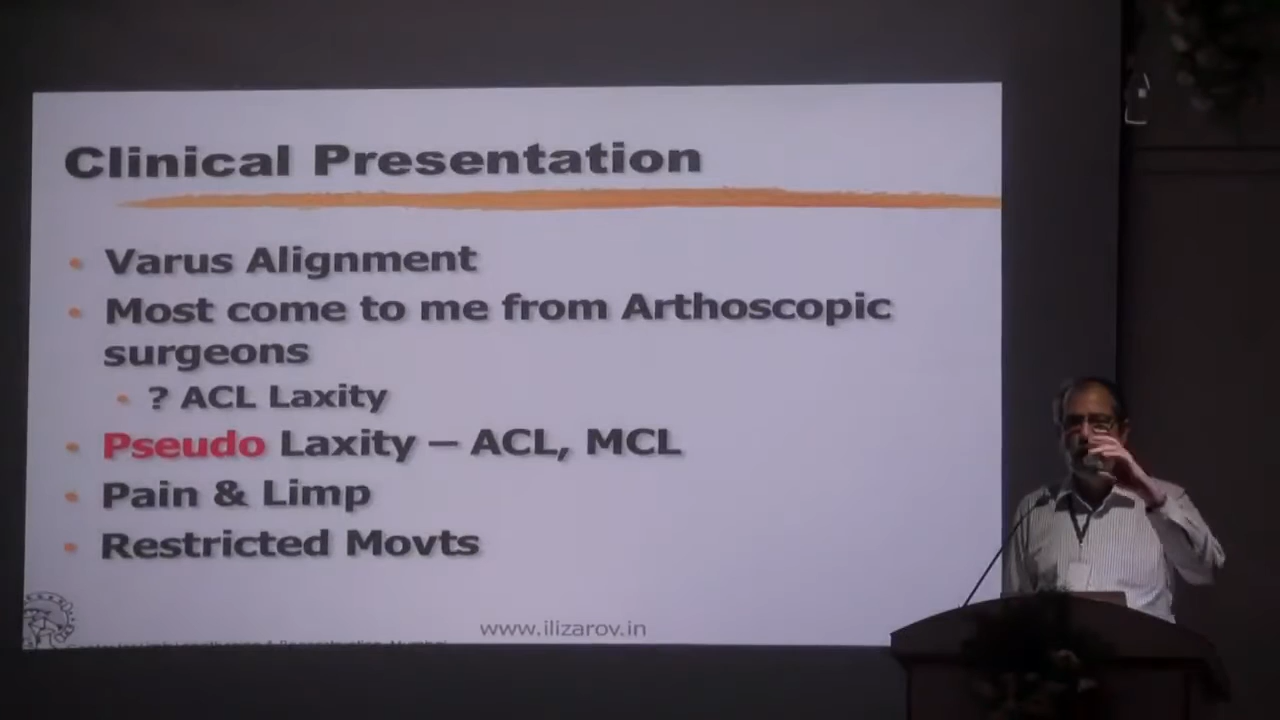 Clinical Presentation
• Varus Alignment
• Most come to me from Arthoscopic
surgeons
• ? ACL Laxity
• Pseudo Laxity – ACL, MCL
• Pain & Limp
• Restricted Movts
www.ilizarov.in